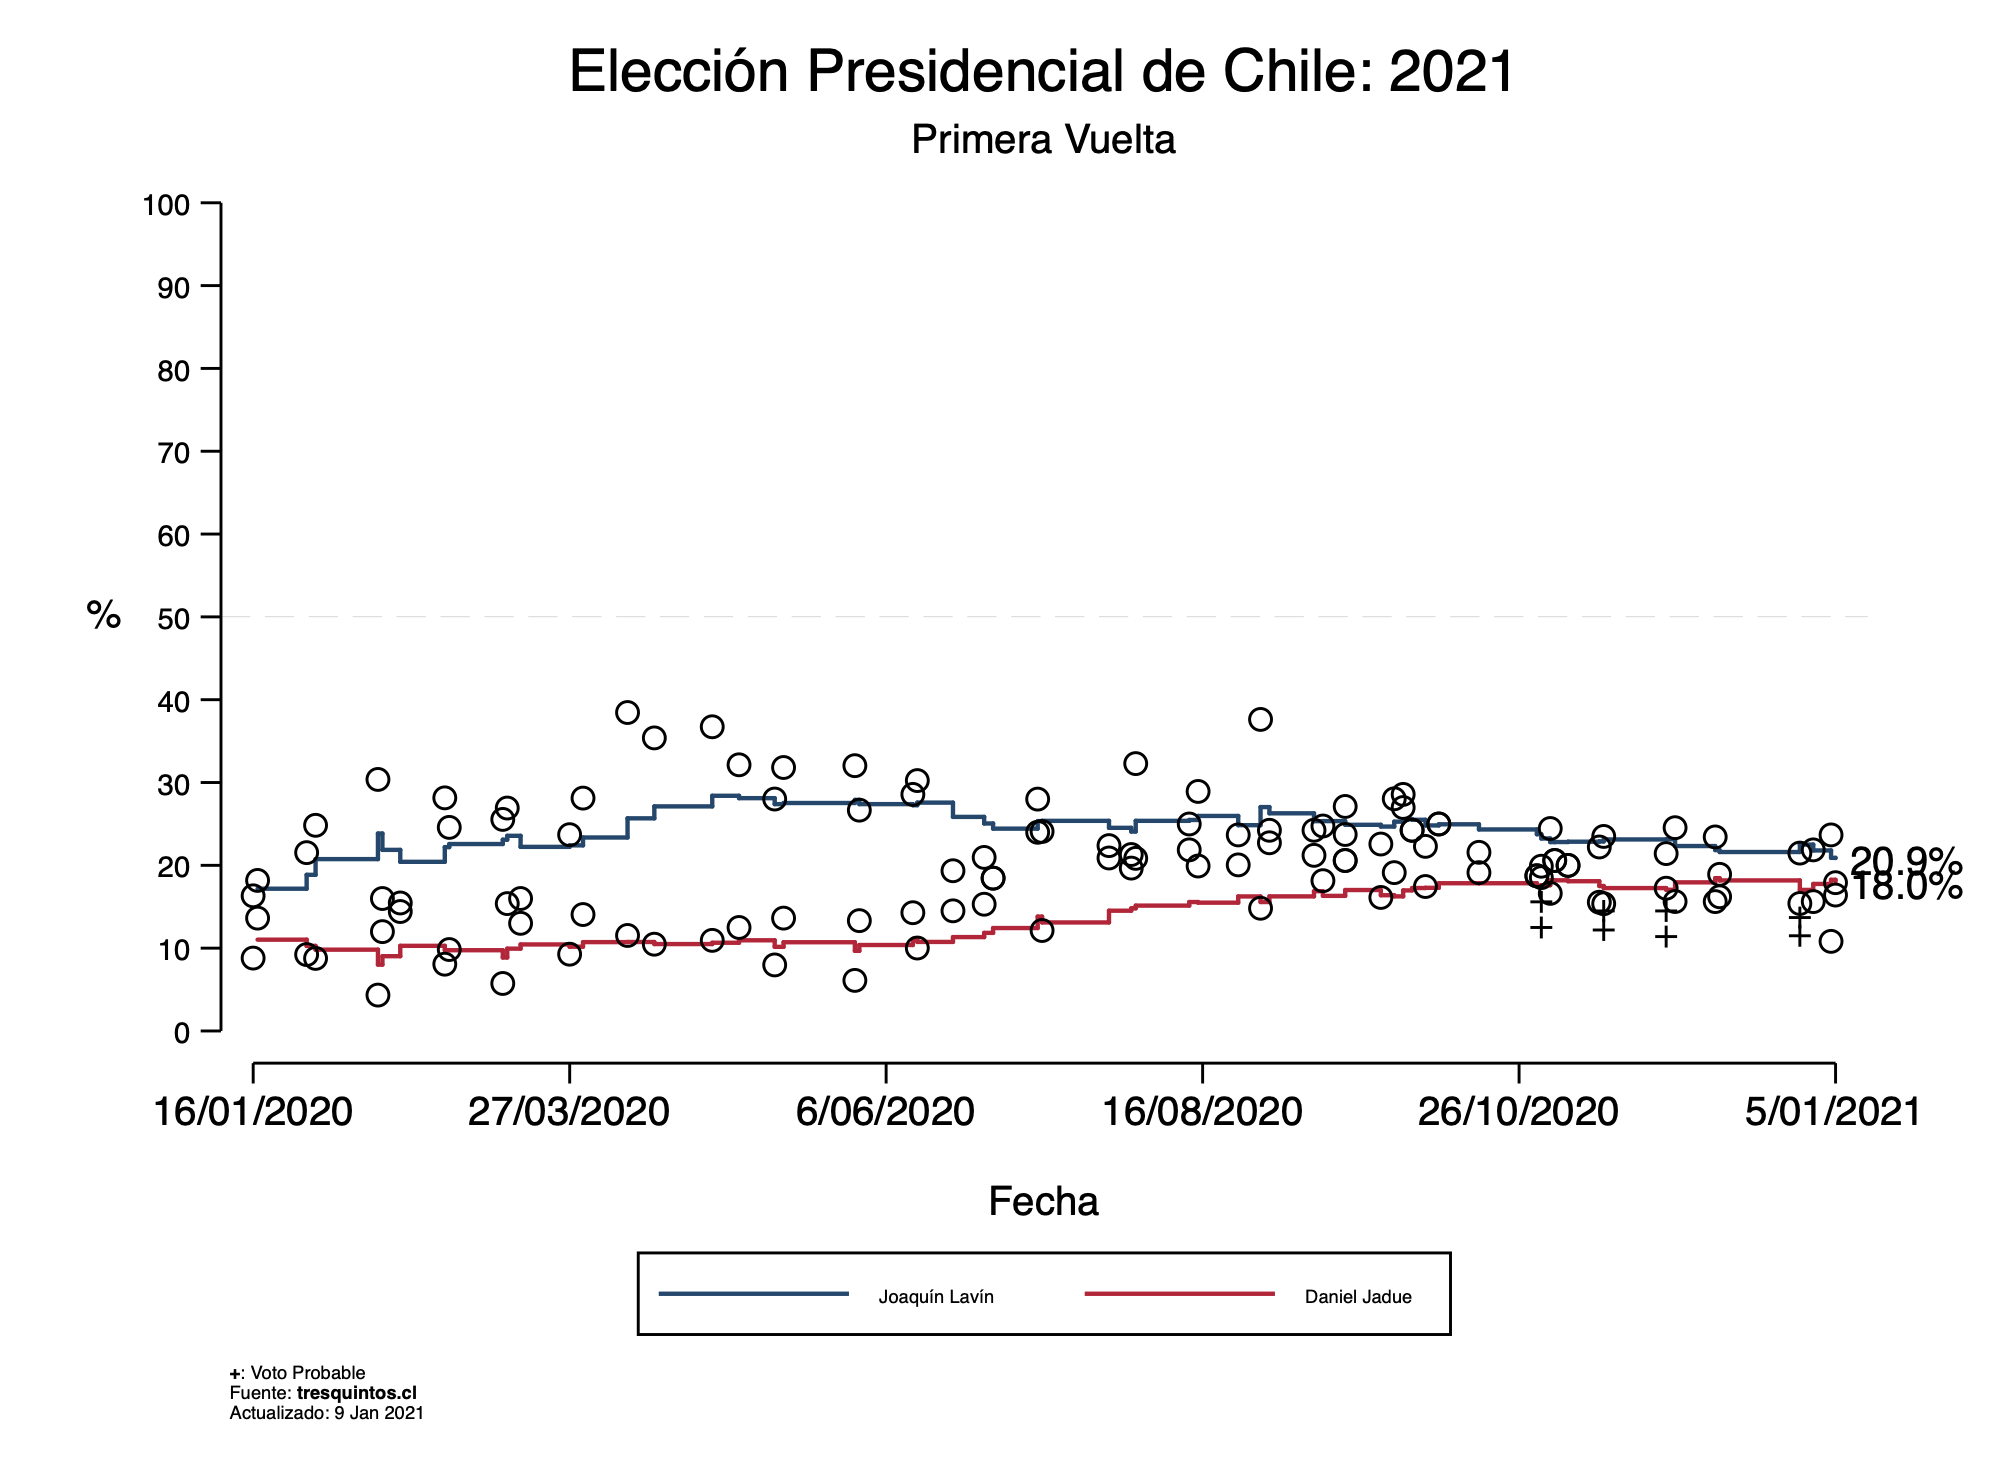 Elección Presidencial de Chile: 2021
Primera Vuelta
100
90
80
70
60
%
50
40
30
20
10
0
20.9%
18.0%
16/01/2020 27/03/2020 6/06/2020 16/08/2020 26/10/2020 5/01/2021
Fecha
Joaquín Lavín Daniel Jadue
+: Voto Probable
Fuente: tresquintos.cl
Actualizado: 9 Jan 2021